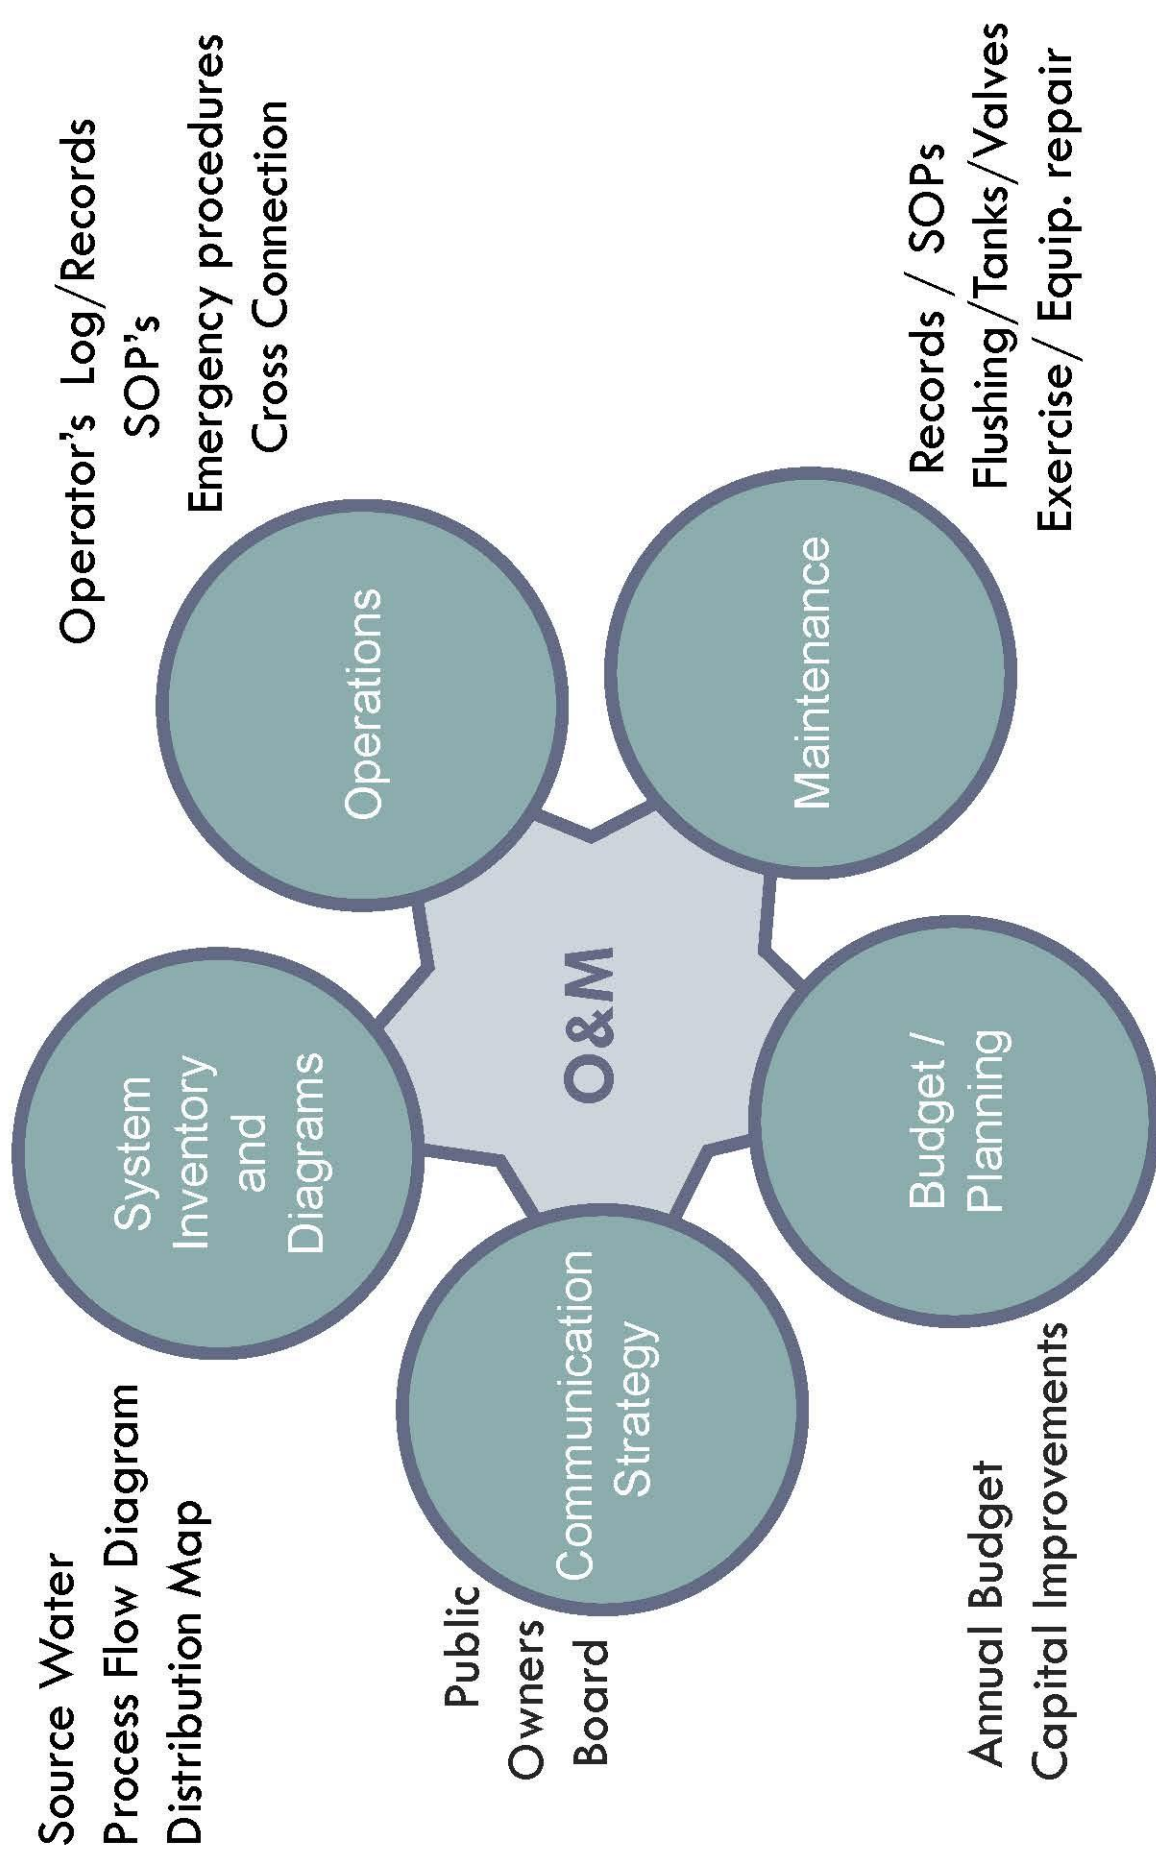 Source Water
Process Flow Diagram
Distribution Map
System
Inventory
and
Diagrams
Operator's Log/Records
SOP's
Emergency procedures
Cross Connection
Operations
Public
Owners
Board
Communication
Strategy
O&M
Maintenance
Records / SOPs
Flushing/Tanks/Valves
Exercise/ Equip. repair
Budget /
Planning
Annual Budget
Capital Improvements